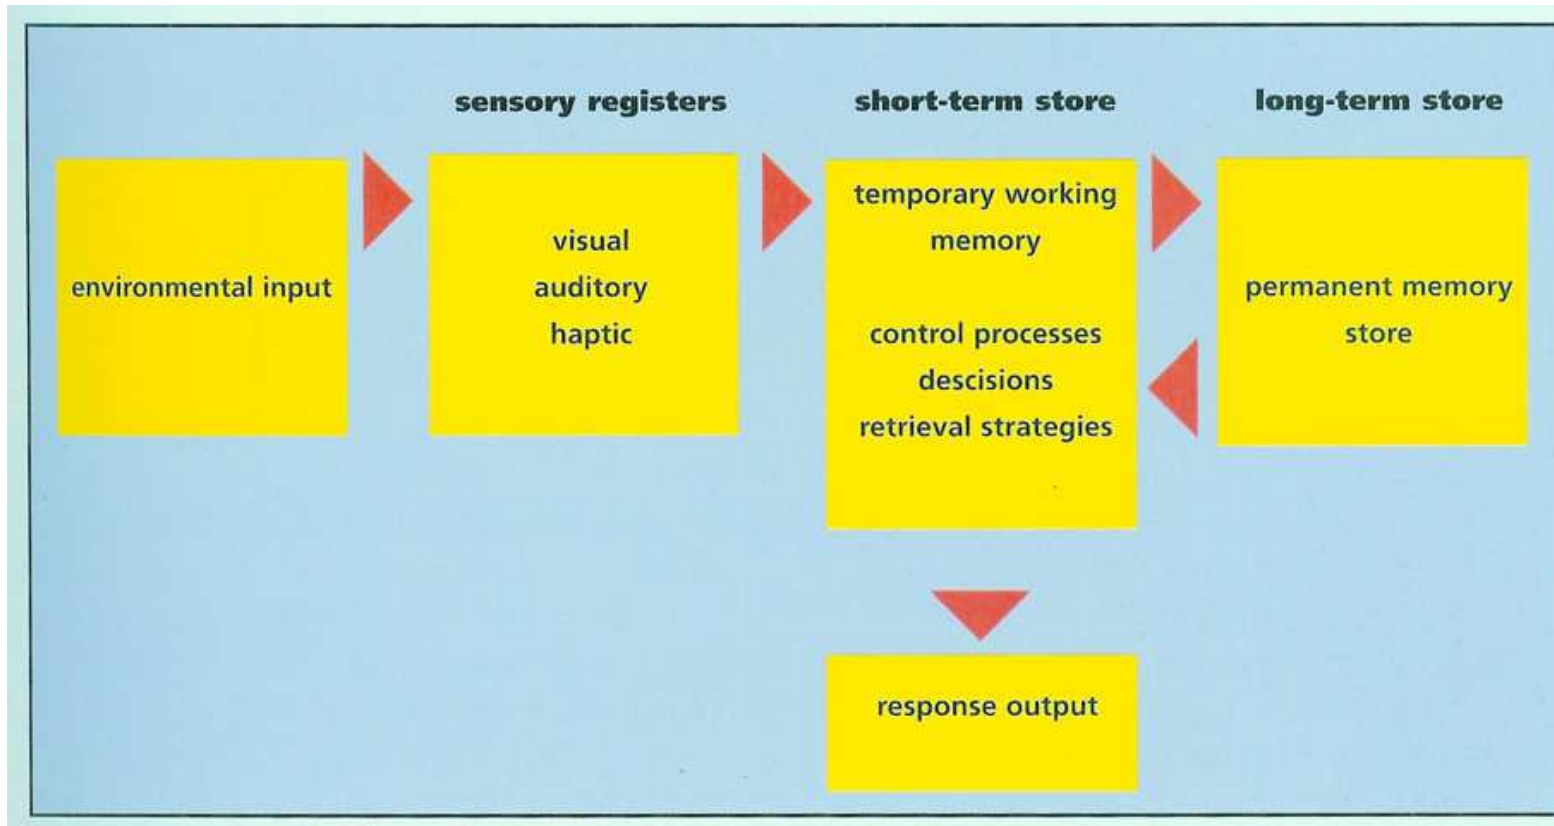 sensory registers
short-term store
long-term store
environmental input
visual
auditory
haptic
temporary working
memory
control processes
descisions
retrieval strategies
permanent memory
store
response output